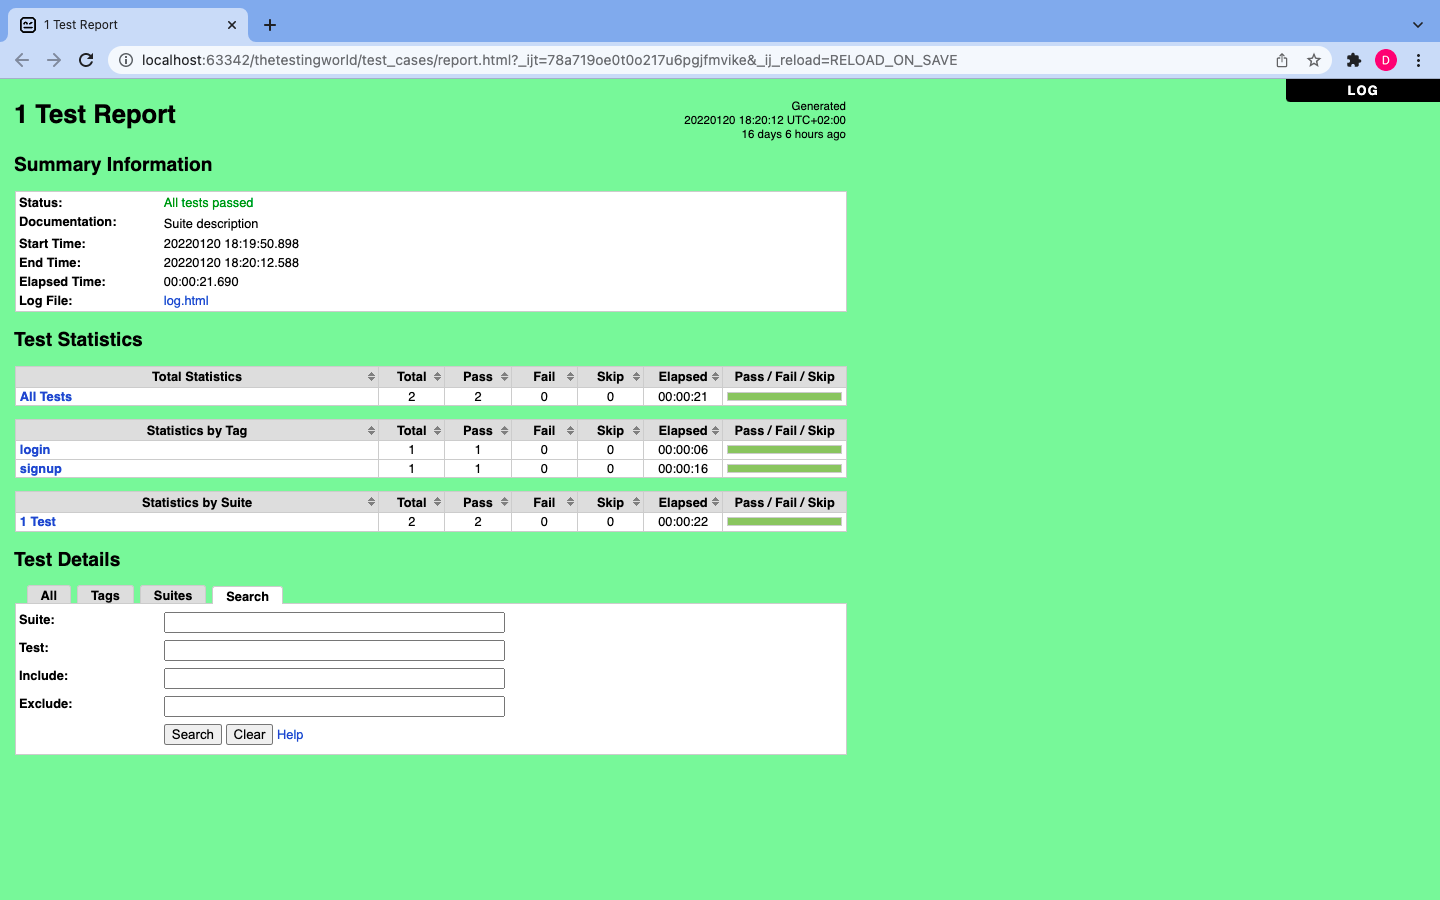 1 Test Report
localhost:63342/thetestingworld/test_cases/report.html?_ijt=78a719oe0t0o217u6pgjfmvike&_ij_reload=RELOAD_ON_SAVE
D
LOG
1 Test Report
Generated
20220120 18:20:12 UTC+02:00
16 days 6 hours ago
Summary Information
Status: All tests passed
Documentation: Suite description
Start Time: 20220120 18:19:50.898
End Time: 20220120 18:20:12.588
Elapsed Time: 00:00:21.690
Log File: log.html
Test Statistics
Total Statistics Total Pass Fail Skip Elapsed Pass / Fail / Skip
All Tests 2 2 0 0 00:00:21
Statistics by Tag Total Pass Fail Skip Elapsed Pass / Fail / Skip
login 1 1 0 0 00:00:06
signup 1 1 0 0 00:00:16
Statistics by Suite Total Pass Fail Skip Elapsed Pass / Fail / Skip
1 Test 2 2 0 0 00:00:22
Test Details
All Tags Suites Search
Suite:
Test:
Include:
Exclude:
Search Clear Help